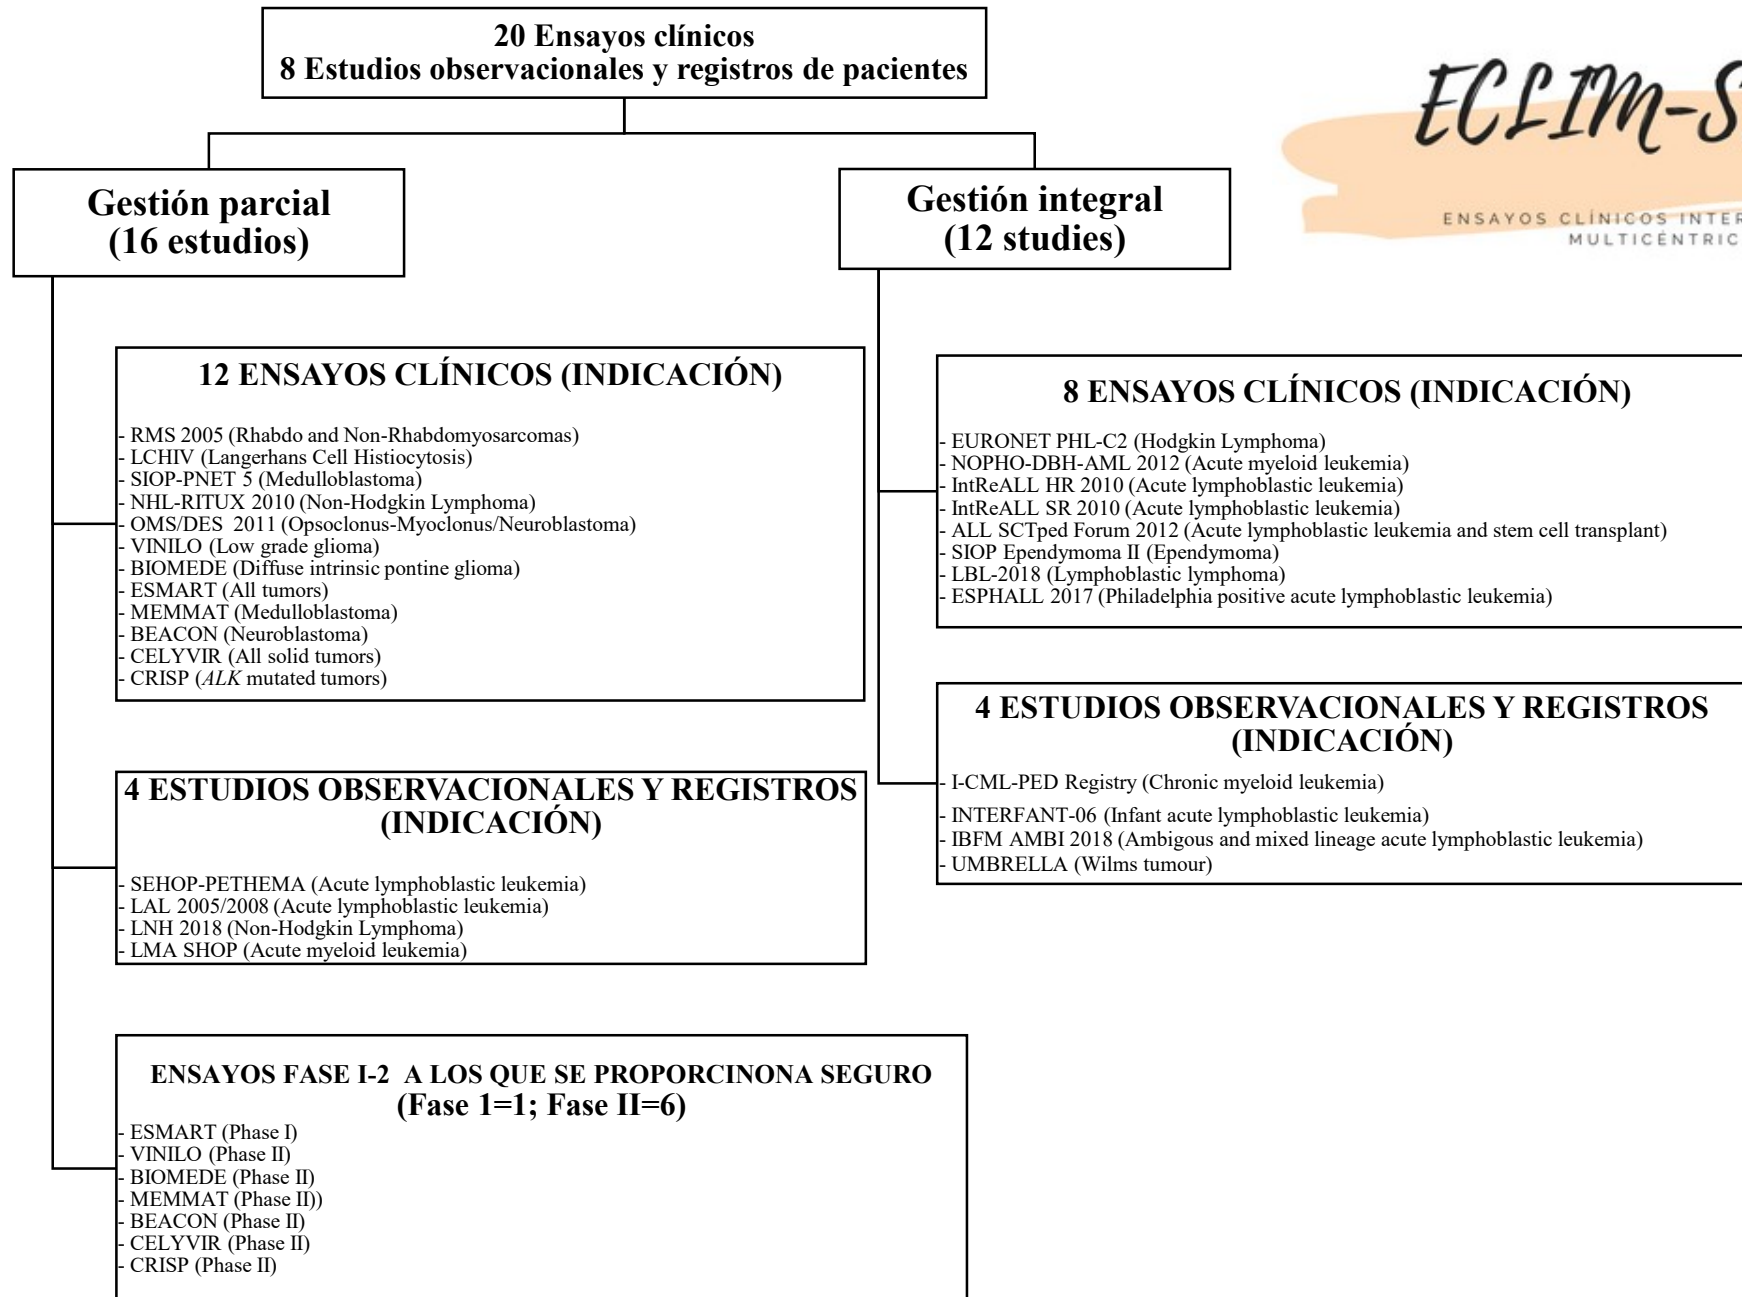 20 Ensayos clínicos
8 Estudios observacionales y registros de pacientes
ECLIM-S
ENSAYOS CLÍNICOS INTER
MULTICÉNTRIC
Gestión parcial
(16 estudios)
Gestión integral
(12 studies)
12 ENSAYOS CLÍNICOS (INDICACIÓN)
- RMS 2005 (Rhabdo and Non-Rhabdomyosarcomas)
- LCHIV (Langerhans Cell Histiocytosis)
- SIOP-PNET 5 (Medulloblastoma)
- NHL-RITUX 2010 (Non-Hodgkin Lymphoma)
- OMS/DES 2011 (Opsoclonus-Myoclonus/Neuroblastoma)
- VINILO (Low grade glioma)
- BIOMEDE (Diffuse intrinsic pontine glioma)
- ESMART (All tumors)
- MEMMAT (Medulloblastoma)
- BEACON (Neuroblastoma)
- CELYVIR (All solid tumors)
- CRISP (ALK mutated tumors)
8 ENSAYOS CLÍNICOS (INDICACIÓN)
- EURONET PHL-C2 (Hodgkin Lymphoma)
- NOPHO-DBH-AML 2012 (Acute myeloid leukemia)
- IntReALL HR 2010 (Acute lymphoblastic leukemia)
- IntReALL SR 2010 (Acute lymphoblastic leukemia)
- ALL SCTped Forum 2012 (Acute lymphoblastic leukemia and stem cell transplant)
- SIOP Ependymoma II (Ependymoma)
- LBL-2018 (Lymphoblastic lymphoma)
- ESPHALL 2017 (Philadelphia positive acute lymphoblastic leukemia)
4 ESTUDIOS OBSERVACIONALES Y REGISTROS
(INDICACIÓN)
- I-CML-PED Registry (Chronic myeloid leukemia)
- INTERFANT-06 (Infant acute lymphoblastic leukemia)
- IBFM AMBI 2018 (Ambigous and mixed lineage acute lymphoblastic leukemia)
- UMBRELLA (Wilms tumour)
4 ESTUDIOS OBSERVACIONALES Y REGISTROS
(INDICACIÓN)
- SEHOP-PETHEMA (Acute lymphoblastic leukemia)
- LAL 2005/2008 (Acute lymphoblastic leukemia)
- LNH 2018 (Non-Hodgkin Lymphoma)
- LMA SHOP (Acute myeloid leukemia)
ENSAYOS FASE I-2 A LOS QUE SE PROPORCINONA SEGURO
(Fase 1=1; Fase II=6)
- ESMART (Phase I)
- VINILO (Phase II)
- BIOMEDE (Phase II)
- MEMMAT (Phase II))
- BEACON (Phase II)
- CELYVIR (Phase II)
- CRISP (Phase II)